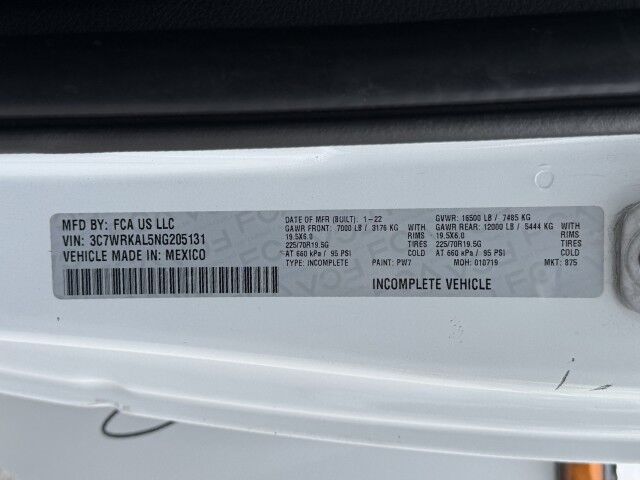 MFD BY: FCA US LLC
VIN: 3C7WRKAL5NG205131
VEHICLE MADE IN: MEXICO
DATE OF MFR (BUILT): 1-22 GVWR: 16500 LB / 7485 KG
GAWR FRONT: 7000 LB / 3176 KG WITH GAWR REAR: 12000 LB / 5444 KG WITH
19.5X6.0 RIMS 19.5X6.0 RIMS
225/70R19.5G TIRES 225/70R19.5G TIRES
AT 660 kPa / 95 PSI COLD AT 660 kPa / 95 PSI COLD
TYPE: INCOMPLETE PAINT: PW7 MDH: 010719 MKT: 875
INCOMPLETE VEHICLE